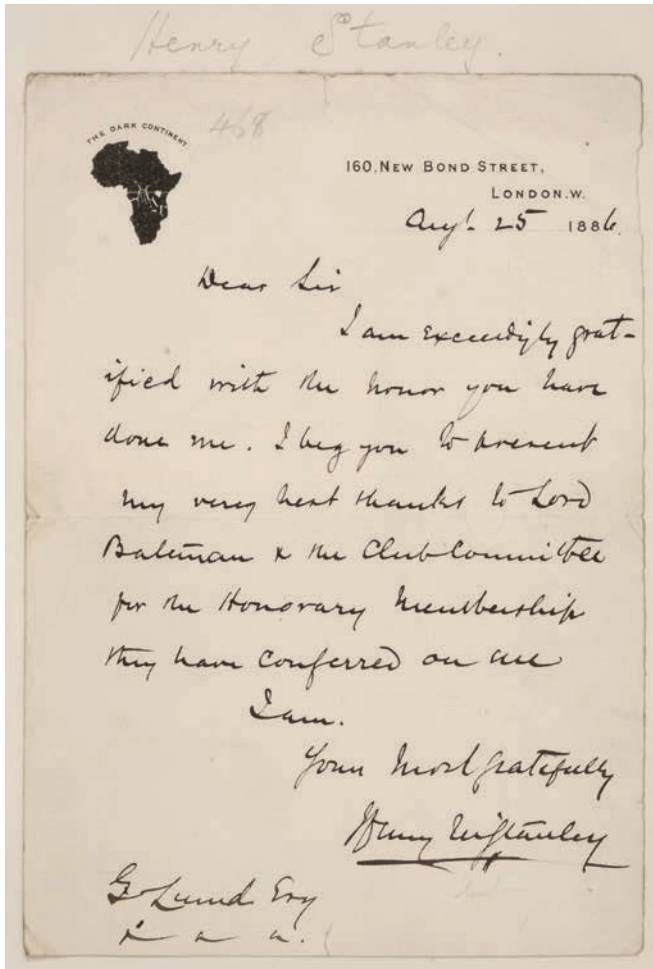 Henry Stanley.
468
THE DARK CONTINENT
160, NEW BOND STREET,
LONDON. W.
Augt. 25 1886.
Dear Sir
I am exceedigly grat-
ified with the honor you have
done me. I beg you to present
my very best thanks to Lord
Bateman & the Club Committee
for the Honorary Membership
they have conferred on me
I am.
Yours Most gratefully
Henry M Stanley
G Lund Esq